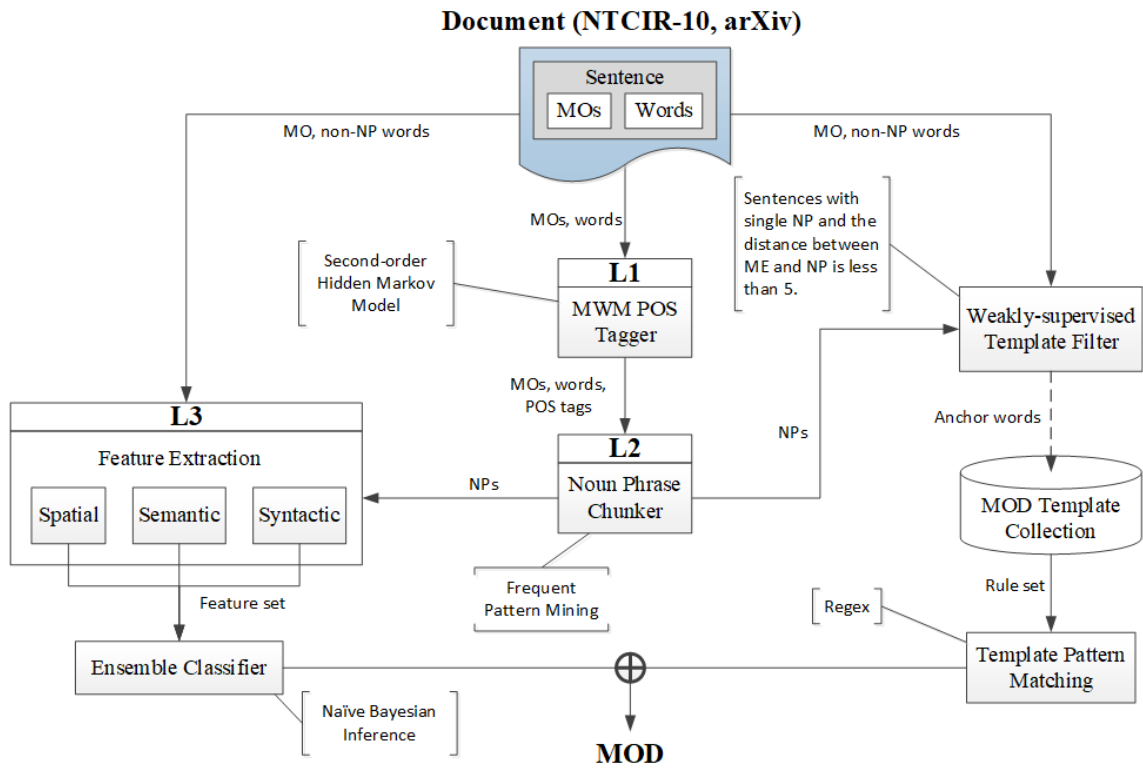 Document (NTCIR-10, arXiv)
Sentence
MOs
Words
MO, non-NP words
MO, non-NP words
MOs, words
Sentences with
single NP and the
distance between
ME and NP is less
than 5.
Second-order
Hidden Markov
Model
L1
MWM POS
Tagger
Weakly-supervised
Template Filter
MOs, words,
POS tags
L3
Feature Extraction
Spatial
Semantic
Syntactic
NPs
L2
Noun Phrase
Chunker
NPs
Anchor words
MOD Template
Collection
Frequent
Pattern Mining
Feature set
Rule set
Regex
Ensemble Classifier
Template Pattern
Matching
Naïve Bayesian
Inference
MOD